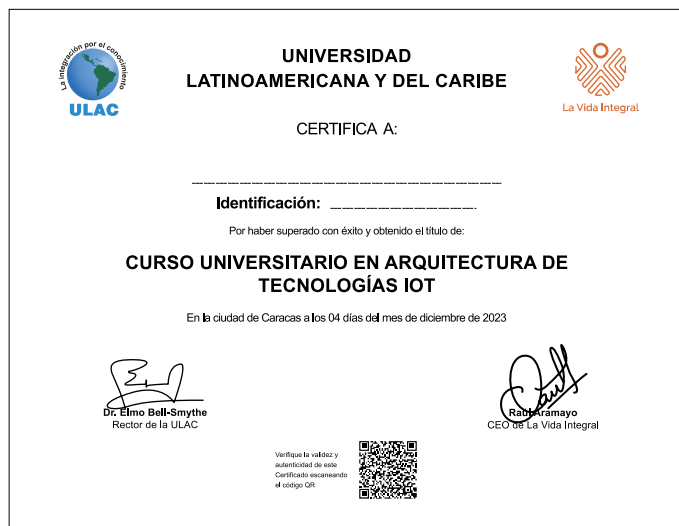 La integración por el conocimiento
ULAC
UNIVERSIDAD
LATINOAMERICANA Y DEL CARIBE
La Vida Integral
CERTIFICA A:
Identificación:
Por haber superado con éxito y obtenido el título de:
CURSO UNIVERSITARIO EN ARQUITECTURA DE
TECNOLOGÍAS IOT
En la ciudad de Caracas a los 04 días del mes de diciembre de 2023
Dr. Elmo Bell-Smythe
Rector de la ULAC
Raúl Aramayo
CEO de La Vida Integral
Verifique la validez y
autenticidad de este
Certificado escaneando
el código QR